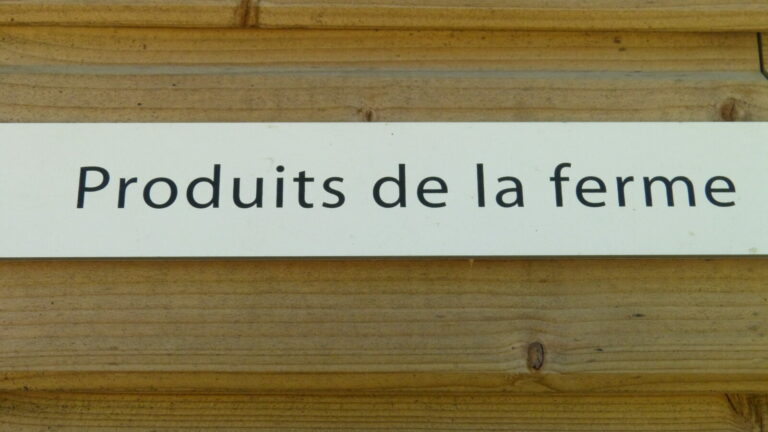 Produits de la ferme